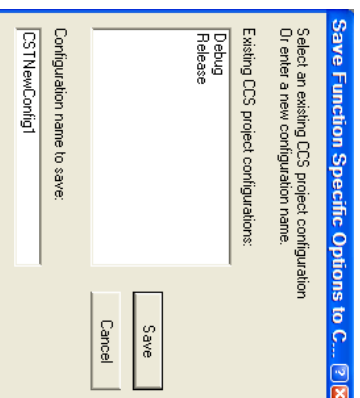 Save Function Specific Options to C...
Select an existing CCS project configuration
Or enter a new configuration name.
Existing CCS project configurations:
Debug
Release
Configuration name to save:
CSTNewConfig1
Save
Cancel